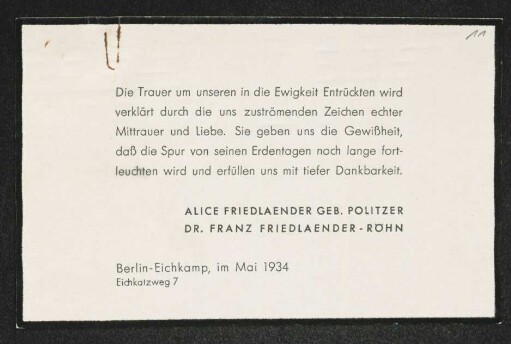 11
Die Trauer um unseren in die Ewigkeit Entrückten wird
verklärt durch die uns zuströmenden Zeichen echter
Mittrauer und Liebe. Sie geben uns die Gewißheit,
daß die Spur von seinen Erdentagen noch lange fort-
leuchten wird und erfüllen uns mit tiefer Dankbarkeit.
ALICE FRIEDLAENDER GEB. POLITZER
DR. FRANZ FRIEDLAENDER-RÖHN
Berlin-Eichkamp, im Mai 1934
Eichkatzweg 7